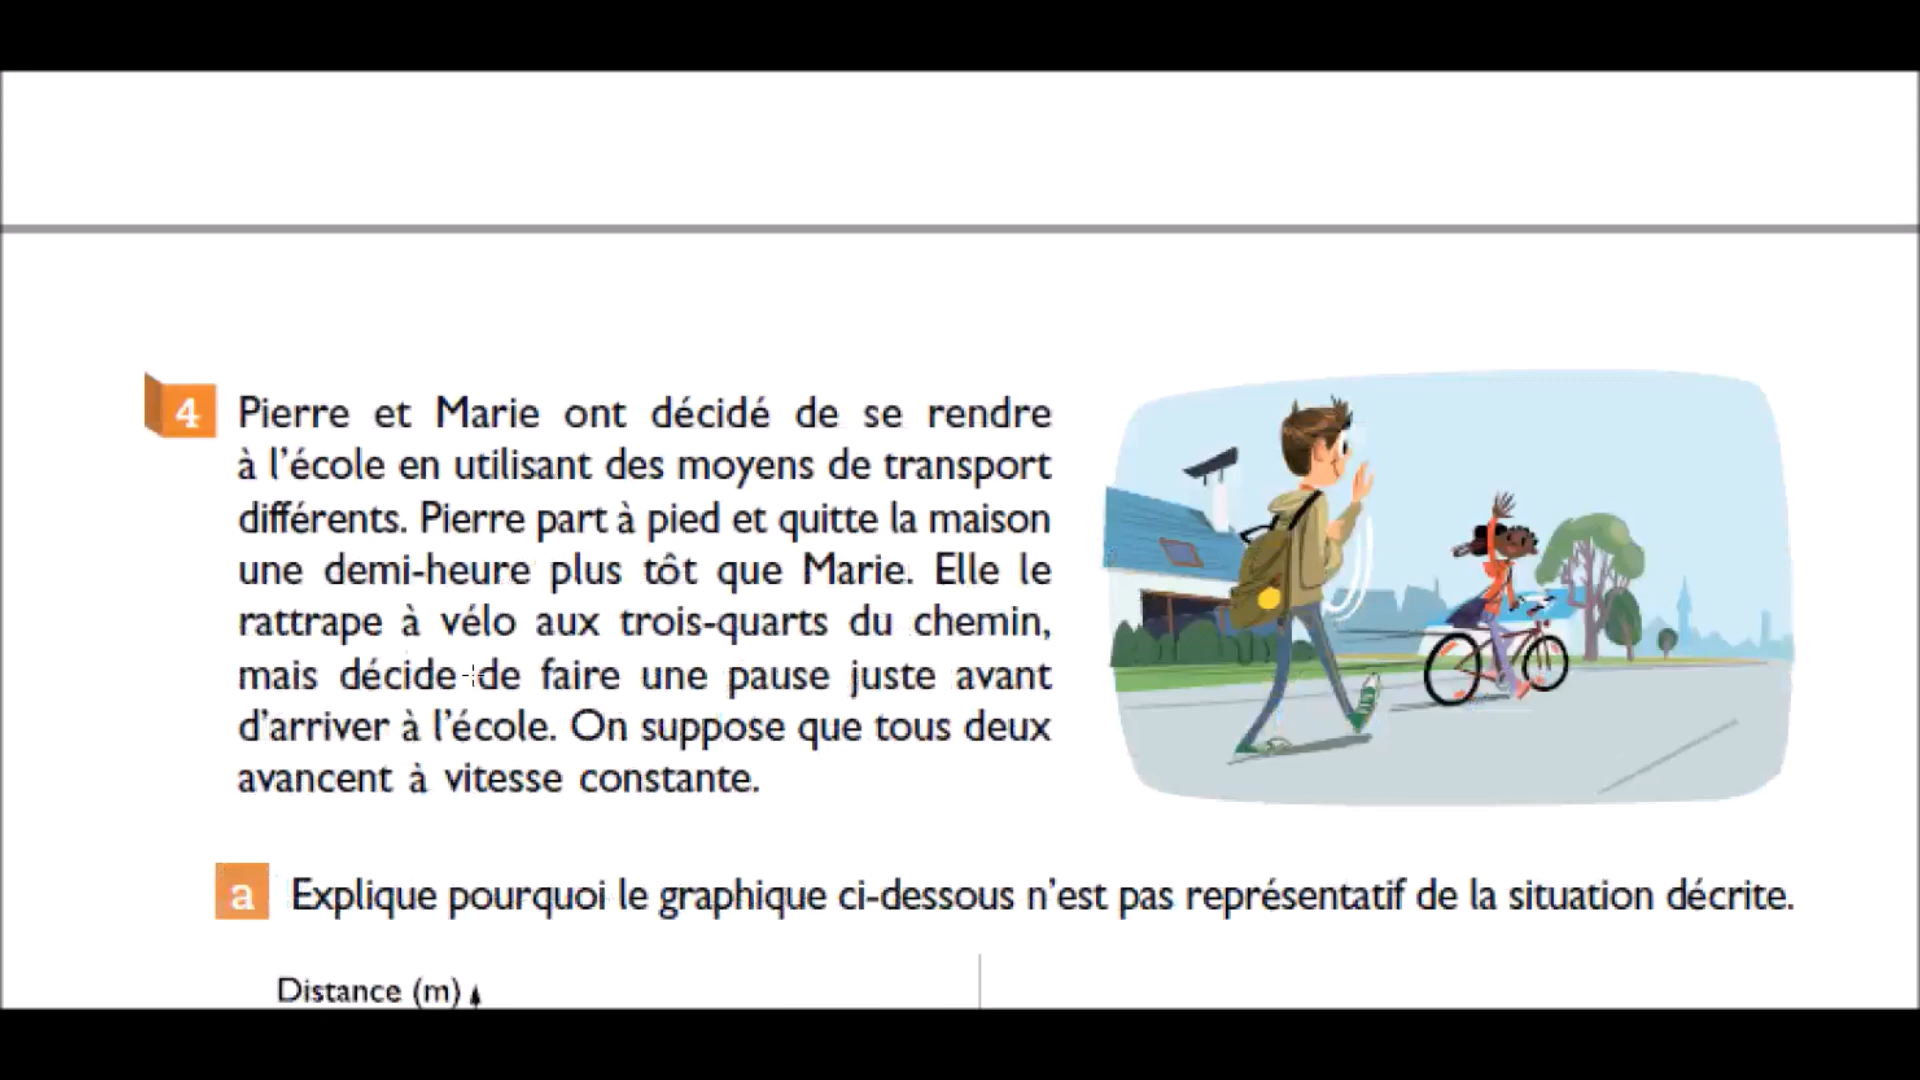 4 Pierre et Marie ont décidé de se rendre
à l'école en utilisant des moyens de transport
différents. Pierre part à pied et quitte la maison
une demi-heure plus tôt que Marie. Elle le
rattrape à vélo aux trois-quarts du chemin,
mais décide de faire une pause juste avant
d'arriver à l'école. On suppose que tous deux
avancent à vitesse constante.
a Explique pourquoi le graphique ci-dessous n'est pas représentatif de la situation décrite.
Distance (m)